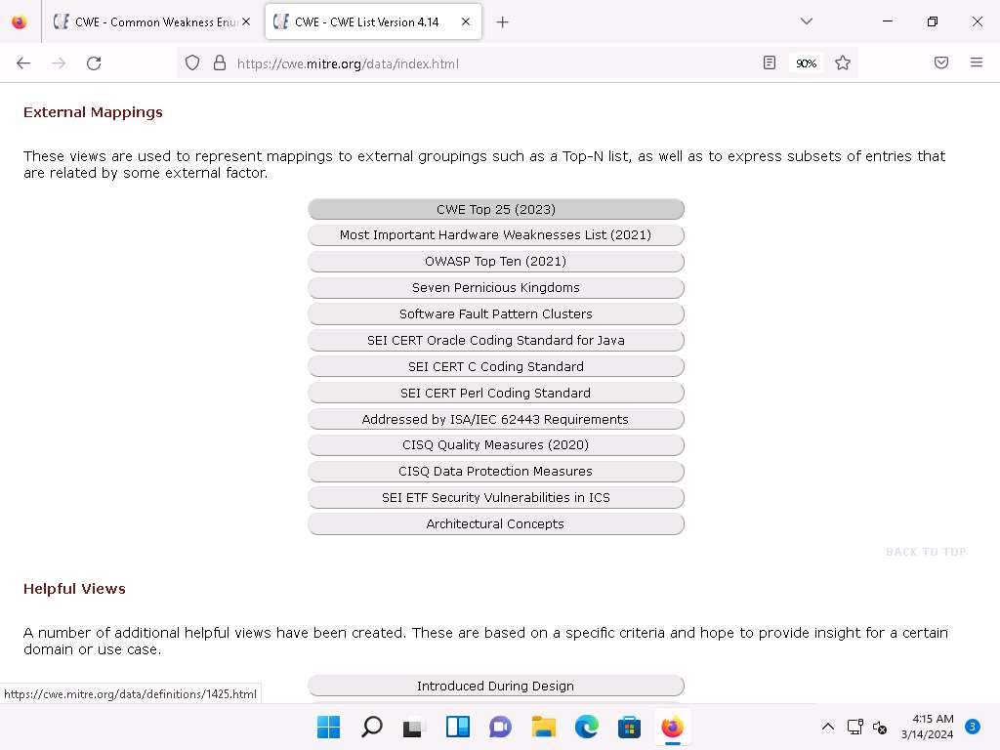 CWE - Common Weakness Enu
CWE - CWE List Version 4.14
https://cwe.mitre.org/data/index.html
90%
External Mappings
These views are used to represent mappings to external groupings such as a Top-N list, as well as to express subsets of entries that
are related by some external factor.
CWE Top 25 (2023)
Most Important Hardware Weaknesses List (2021)
OWASP Top Ten (2021)
Seven Pernicious Kingdoms
Software Fault Pattern Clusters
SEI CERT Oracle Coding Standard for Java
SEI CERT C Coding Standard
SEI CERT Perl Coding Standard
Addressed by ISA/IEC 62443 Requirements
CISQ Quality Measures (2020)
CISQ Data Protection Measures
SEI ETF Security Vulnerabilities in ICS
Architectural Concepts
BACK TO TOP
Helpful Views
A number of additional helpful views have been created. These are based on a specific criteria and hope to provide insight for a certain
domain or use case.
Introduced During Design
https://cwe.mitre.org/data/definitions/1425.html
4:15 AM
3/14/2024
3